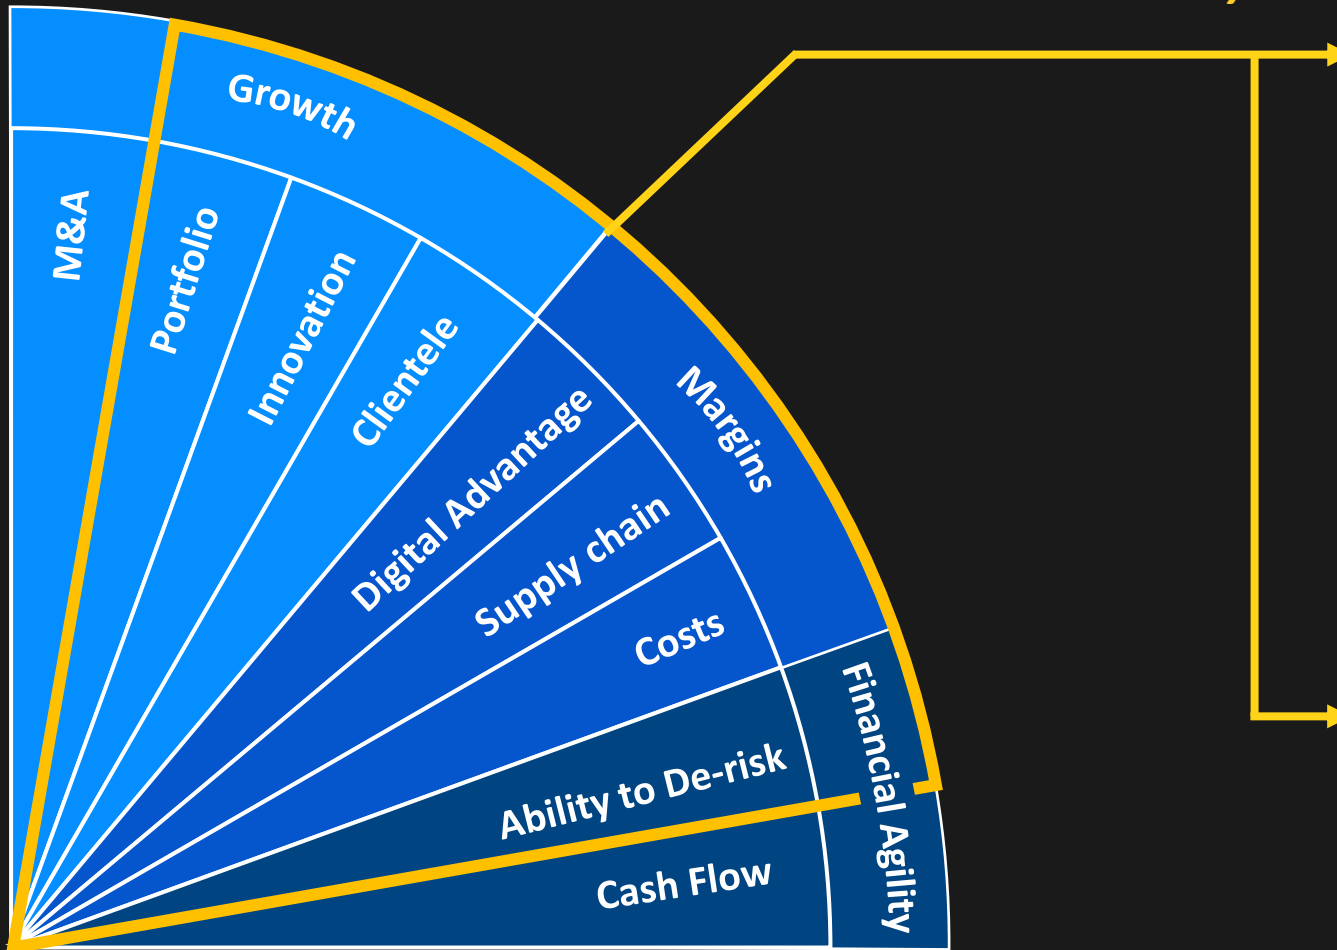 Growth
M&A
Portfolio
Innovation
Clientele
Margins
Digital Advantage
Supply chain
Costs
Financial Agility
Ability to De-risk
Cash Flow